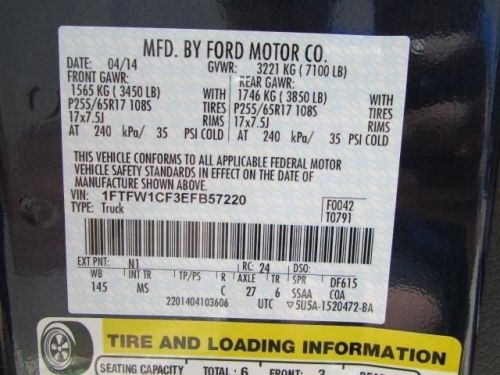 MFD. BY FORD MOTOR CO.
DATE: 04/14 GVWR: 3221 KG ( 7100 LB)
FRONT GAWR: REAR GAWR:
1565 KG ( 3450 LB) WITH 1746 KG ( 3850 LB) WITH
P255/65R17 108S TIRES P255/65R17 108S TIRES
17x7.5J RIMS 17x7.5J RIMS
AT 240 kPa/ 35 PSI COLD AT 240 kPa/ 35 PSI COLD
THIS VEHICLE CONFORMS TO ALL APPLICABLE FEDERAL MOTOR
VEHICLE SAFETY STANDARDS IN EFFECT ON THE DATE OF
MANUFACTURE SHOWN ABOVE.
VIN: 1FTFW1CF3EFB57220 F0042
TYPE: Truck T0791
EXT PNT: N1 RC: 24 DSO:
WB INT TR TP/PS R AXLE TR SPR DF615
145 MS C 27 6 SSAA COA
2201404103606 UTC ▽5U5A-1520472-BA
TIRE AND LOADING INFORMATION
SEATING CAPACITY TOTAL: 6 FRONT: 3